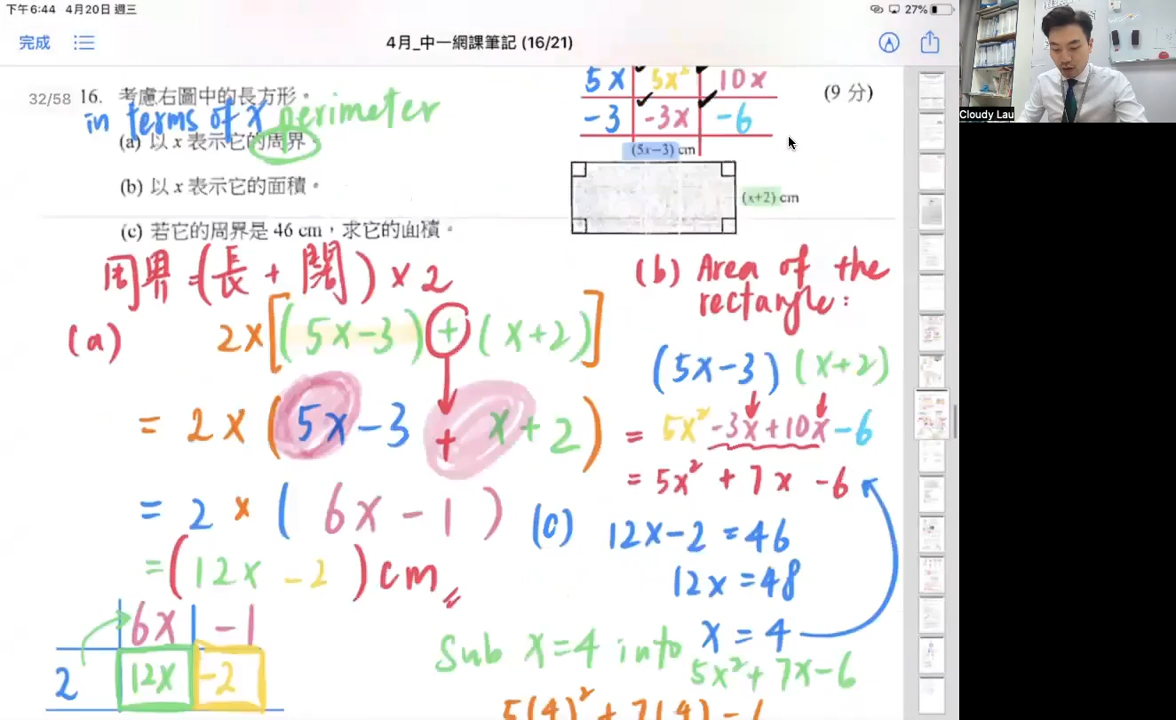 下午6:44 4月20日 週三
27%
完成
4月_中一網課筆記 (16/21)
Cloudy Lau
32/58
16. 考慮右圖中的長方形。
(9 分)
in terms of x perimeter
(a) 以 x 表示它的周界。
(b) 以 x 表示它的面積。
(c) 若它的周界是 46 cm，求它的面積。
5x 5x² 10x
-3 -3x -6
(5x−3) cm
(x+2) cm
周界=(長 + 闊) × 2
(a) 2×[(5x-3)+(x+2)]
= 2 × (5x-3 + x+2)
= 2 × (6x - 1)
= (12x - 2) cm
6x -1
2 12x -2
(b) Area of the
rectangle:
(5x-3)(x+2)
= 5x²-3x+10x-6
= 5x² + 7x -6
(c) 12x-2 = 46
12x = 48
x = 4
Sub x=4 into
5x²+7x-6
5(4)²+7(4)-6